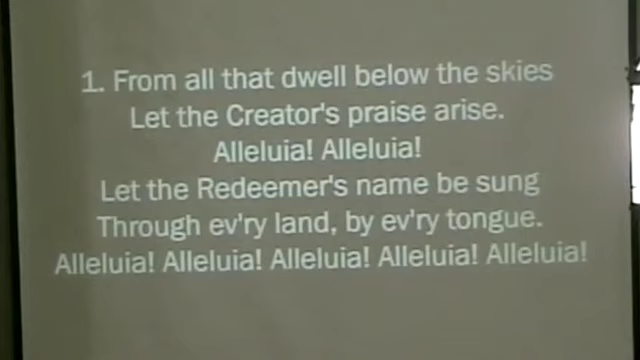 1. From all that dwell below the skies
Let the Creator's praise arise.
Alleluia! Alleluia!
Let the Redeemer's name be sung
Through ev'ry land, by ev'ry tongue.
Alleluia! Alleluia! Alleluia! Alleluia! Alleluia!